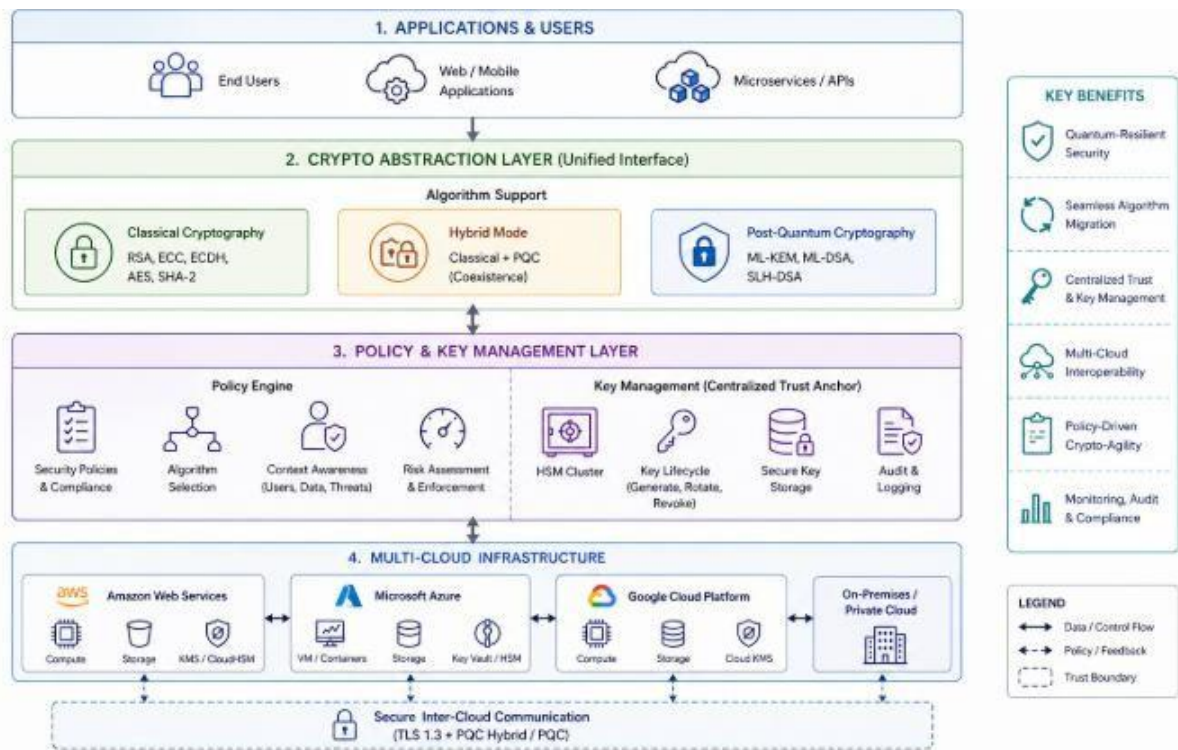 1. APPLICATIONS & USERS
End Users
Web / Mobile
Applications
Microservices / APIs
2. CRYPTO ABSTRACTION LAYER (Unified Interface)
Algorithm Support
Classical Cryptography
RSA, ECC, ECDH,
AES, SHA-2
Hybrid Mode
Classical + PQC
(Coexistence)
Post-Quantum Cryptography
ML-KEM, ML-DSA,
SLH-DSA
3. POLICY & KEY MANAGEMENT LAYER
Policy Engine
Security Policies
& Compliance
Algorithm
Selection
Context Awareness
(Users, Data, Threats)
Risk Assessment
& Enforcement
Key Management (Centralized Trust Anchor)
HSM Cluster
Key Lifecycle
(Generate, Rotate,
Revoke)
Secure Key
Storage
Audit &
Logging
4. MULTI-CLOUD INFRASTRUCTURE
aws
Amazon Web Services
Compute
Storage
KMS / CloudHSM
Microsoft Azure
VM / Containers
Storage
Key Vault / HSM
Google Cloud Platform
Compute
Storage
Cloud KMS
On-Premises /
Private Cloud
Secure Inter-Cloud Communication
(TLS 1.3 + PQC Hybrid / PQC)
KEY BENEFITS
Quantum-Resilient
Security
Seamless Algorithm
Migration
Centralized Trust
& Key Management
Multi-Cloud
Interoperability
Policy-Driven
Crypto-Agility
Monitoring, Audit
& Compliance
LEGEND
Data / Control Flow
Policy / Feedback
Trust Boundary